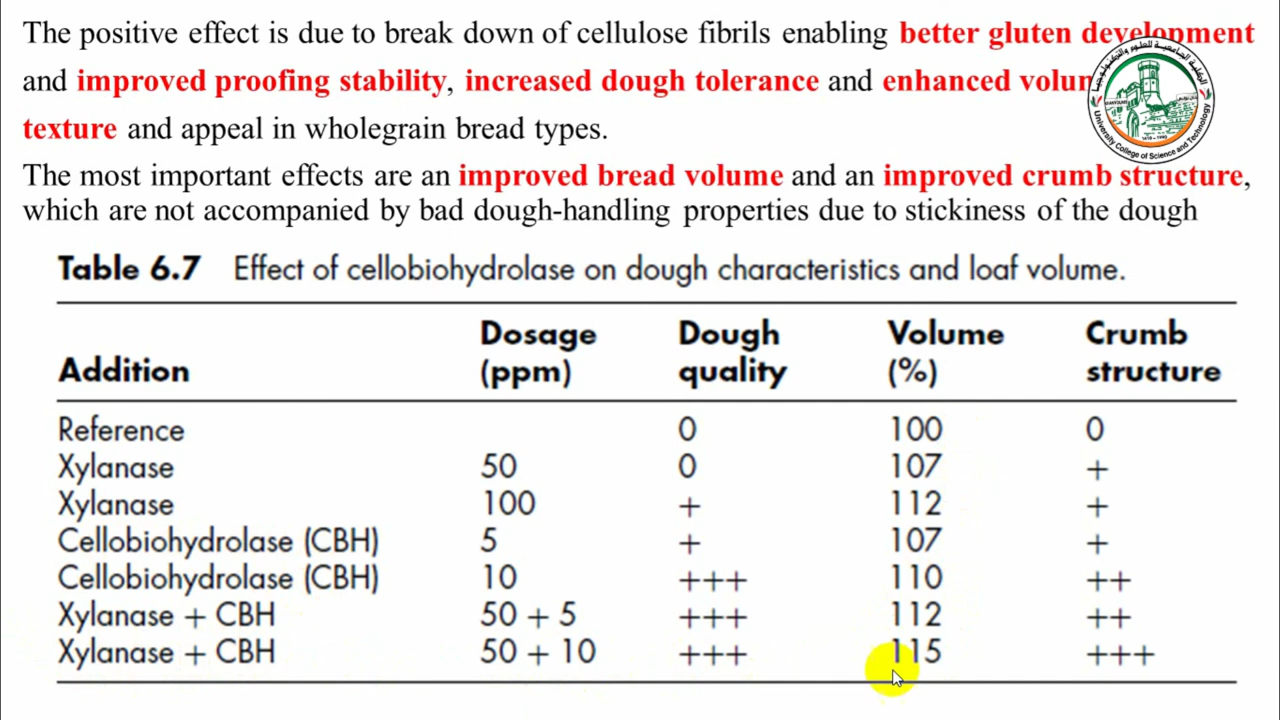 The positive effect is due to break down of cellulose fibrils enabling better gluten development
and improved proofing stability, increased dough tolerance and enhanced
texture and appeal in wholegrain bread types.
University College of Science and Technology
The most important effects are an improved bread volume and an improved crumb structure,
which are not accompanied by bad dough-handling properties due to stickiness of the dough
Table 6.7 Effect of cellobiohydrolase on dough characteristics and loaf volume.
Addition Dosage (ppm) Dough quality Volume (%) Crumb structure
Reference 0 100 0
Xylanase 50 0 107 +
Xylanase 100 + 112 +
Cellobiohydrolase (CBH) 5 + 107 +
Cellobiohydrolase (CBH) 10 +++ 110 ++
Xylanase + CBH 50 + 5 +++ 112 ++
Xylanase + CBH 50 + 10 +++ 115 +++